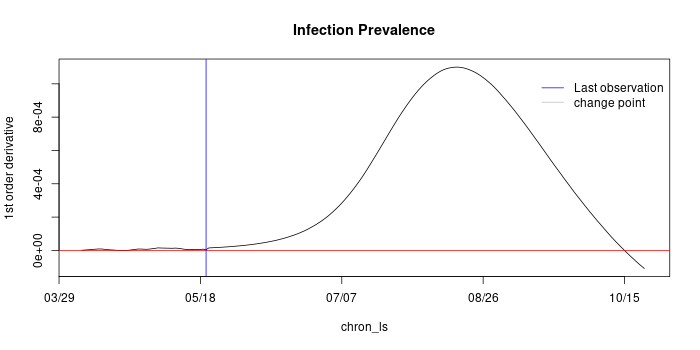 Infection Prevalence
1st order derivative
8e-04
4e-04
0e+00
Last observation
change point
03/29 05/18 07/07 08/26 10/15
chron_ls